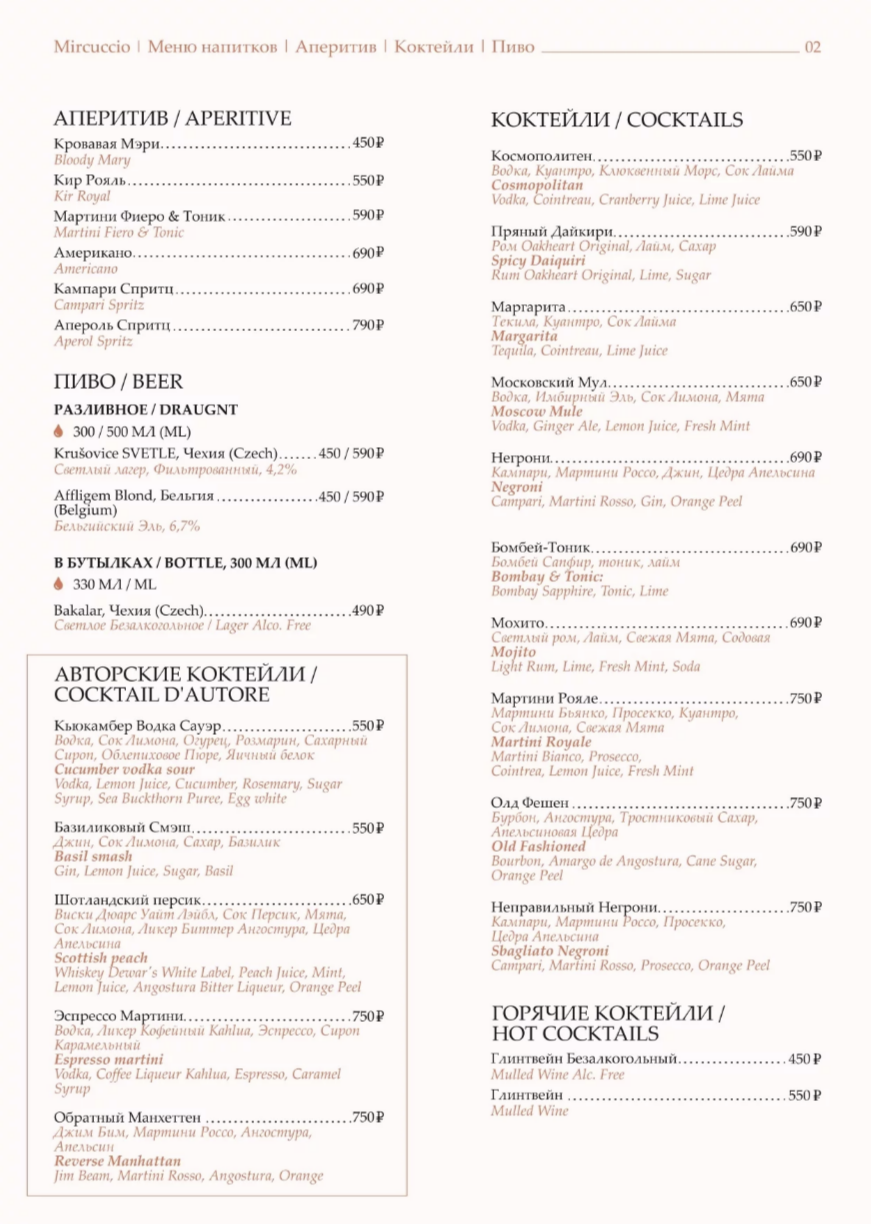 Mircuccio | Меню напитков | Аперитив | Коктейли | Пиво 02
АПЕРИТИВ / APERITIVE
Кровавая Мэри 450₽
Bloody Mary
Кир Рояль 550₽
Kir Royal
Мартини Фиеро & Тоник 590₽
Martini Fiero & Tonic
Американо 690₽
Americano
Кампари Спритц 690₽
Campari Spritz
Апероль Спритц 790₽
Aperol Spritz
ПИВО / BEER
РАЗЛИВНОЕ / DRAUGNT
300 / 500 МЛ (ML)
Krušovice SVETLE, Чехия (Czech) 450 / 590₽
Светлый лагер, Фильтрованный, 4,2%
Affligem Blond, Бельгия 450 / 590₽
(Belgium)
Бельгийский Эль, 6,7%
В БУТЫЛКАХ / BOTTLE, 300 МЛ (ML)
330 МЛ / ML
Bakalar, Чехия (Czech) 490₽
Светлое Безалкогольное / Lager Alco. Free
АВТОРСКИЕ КОКТЕЙЛИ /
COCKTAIL D'AUTORE
Кьюкамбер Водка Сауэр 550₽
Водка, Сок Лимона, Огурец, Розмарин, Сахарный
Сироп, Облепиховое Пюре, Яичный белок
Cucumber vodka sour
Vodka, Lemon Juice, Cucumber, Rosemary, Sugar
Syrup, Sea Buckthorn Puree, Egg white
Базиликовый Смэш 550₽
Джин, Сок Лимона, Сахар, Базилик
Basil smash
Gin, Lemon Juice, Sugar, Basil
Шотландский персик 650₽
Виски Дюарс Уайт Лэйбл, Сок Персик, Мята,
Сок Лимона, Ликер Биттер Ангостура, Цедра
Апельсина
Scottish peach
Whiskey Dewar's White Label, Peach Juice, Mint,
Lemon Juice, Angostura Bitter Liqueur, Orange Peel
Эспрессо Мартини 750₽
Водка, Ликер Кофейный Kahlua, Эспрессо, Сироп
Карамельный
Espresso martini
Vodka, Coffee Liqueur Kahlua, Espresso, Caramel
Syrup
Обратный Манхеттен 750₽
Джим Бим, Мартини Россо, Ангостура,
Апельсин
Reverse Manhattan
Jim Beam, Martini Rosso, Angostura, Orange
КОКТЕЙЛИ / COCKTAILS
Космополитен 550₽
Водка, Куантро, Клюквенный Морс, Сок Лайма
Cosmopolitan
Vodka, Cointreau, Cranberry Juice, Lime Juice
Пряный Дайкири 590₽
Ром Oakheart Original, Лайм, Сахар
Spicy Daiquiri
Rum Oakheart Original, Lime, Sugar
Маргарита 650₽
Текила, Куантро, Сок Лайма
Margarita
Tequila, Cointreau, Lime Juice
Московский Мул 650₽
Водка, Имбирный Эль, Сок Лимона, Мята
Moscow Mule
Vodka, Ginger Ale, Lemon Juice, Fresh Mint
Негрони 690₽
Кампари, Мартини Россо, Джин, Цедра Апельсина
Negroni
Campari, Martini Rosso, Gin, Orange Peel
Бомбей-Тоник 690₽
Бомбей Сапфир, тоник, лайм
Bombay & Tonic:
Bombay Sapphire, Tonic, Lime
Мохито 690₽
Светлый ром, Лайм, Свежая Мята, Содовая
Mojito
Light Rum, Lime, Fresh Mint, Soda
Мартини Рояле 750₽
Мартини Бьянко, Просекко, Куантро,
Сок Лимона, Свежая Мята
Martini Royale
Martini Bianco, Prosecco,
Cointrea, Lemon Juice, Fresh Mint
Олд Фешен 750₽
Бурбон, Ангостура, Тростниковый Сахар,
Апельсиновая Цедра
Old Fashioned
Bourbon, Amargo de Angostura, Cane Sugar,
Orange Peel
Неправильный Негрони 750₽
Кампари, Мартини Россо, Просекко,
Цедра Апельсина
Sbagliato Negroni
Campari, Martini Rosso, Prosecco, Orange Peel
ГОРЯЧИЕ КОКТЕЙЛИ /
HOT COCKTAILS
Глинтвейн Безалкогольный 450₽
Mulled Wine Alc. Free
Глинтвейн 550₽
Mulled Wine